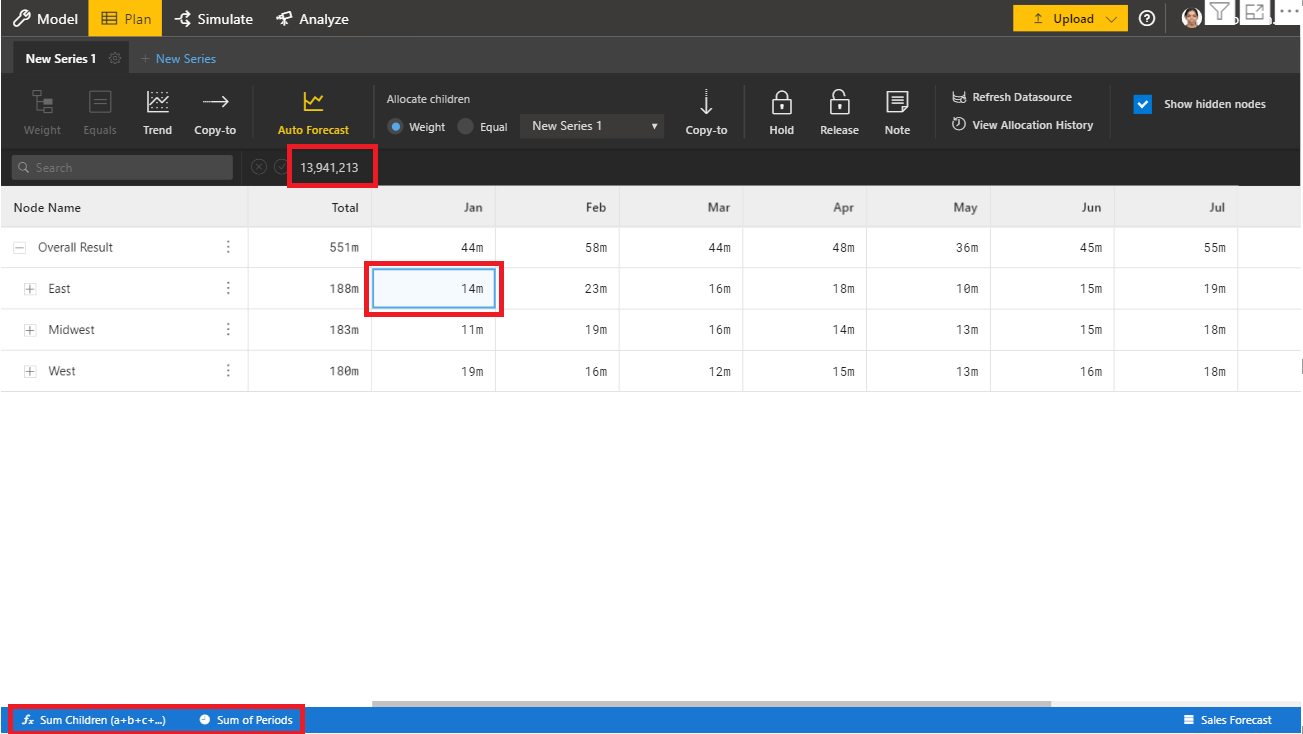 Model Plan Simulate Analyze Upload
New Series 1 + New Series
Weight Equals Trend Copy-to Auto Forecast
Allocate children
Weight Equal New Series 1
Copy-to Hold Release Note
Refresh Datasource
View Allocation History
Show hidden nodes
Search 13,941,213
Node Name Total Jan Feb Mar Apr May Jun Jul
Overall Result 551m 44m 58m 44m 48m 36m 45m 55m
East 188m 14m 23m 16m 18m 10m 15m 19m
Midwest 183m 11m 19m 16m 14m 13m 15m 18m
West 180m 19m 16m 12m 15m 13m 16m 18m
fx Sum Children (a+b+c+...) Sum of Periods Sales Forecast